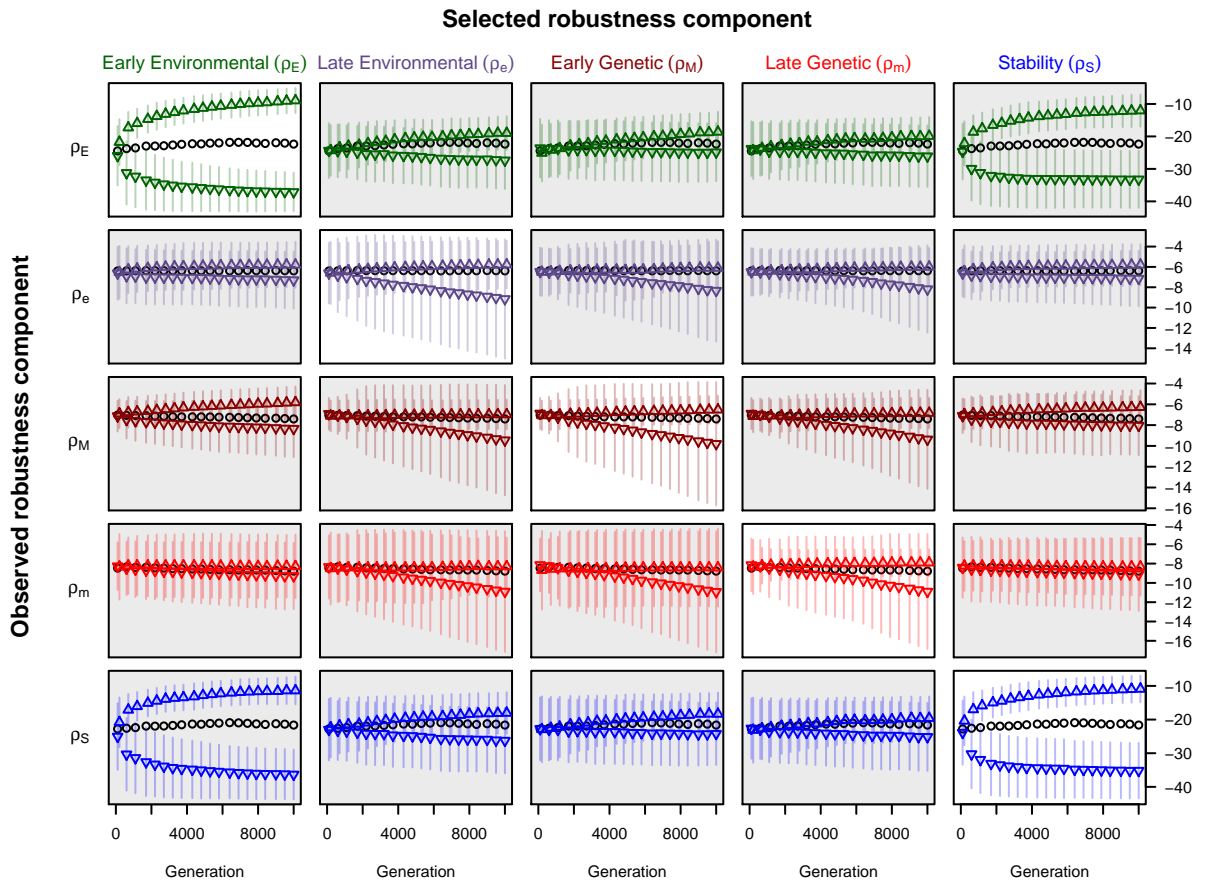 Selected robustness component
Early Environmental (ρE) Late Environmental (ρe) Early Genetic (ρM) Late Genetic (ρm) Stability (ρS)
Observed robustness component
ρE
-10
-20
-30
-40
ρe
-4
-6
-8
-10
-12
-14
ρM
-4
-6
-8
-10
-12
-14
-16
ρm
-4
-6
-8
-10
-12
-14
-16
ρS
-10
-20
-30
-40
0 4000 8000 0 4000 8000 0 4000 8000 0 4000 8000 0 4000 8000
Generation Generation Generation Generation Generation